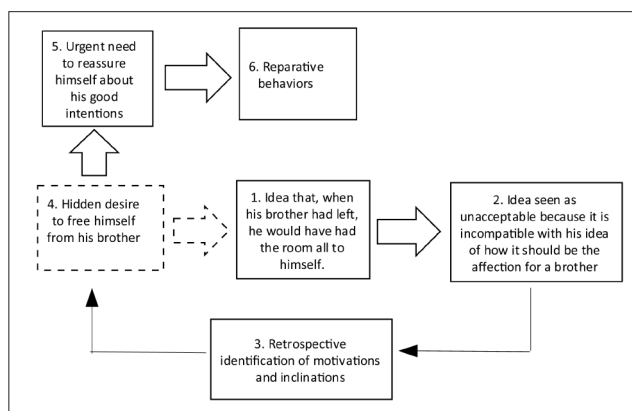 5. Urgent need
to reassure
himself about
his good
intentions
6. Reparative
behaviors
4. Hidden desire
to free himself
from his brother
1. Idea that, when
his brother had left,
he would have had
the room all to
himself.
2. Idea seen as
unacceptable because it is
incompatible with his idea
of how it should be the
affection for a brother
3. Retrospective
identification of motivations
and inclinations